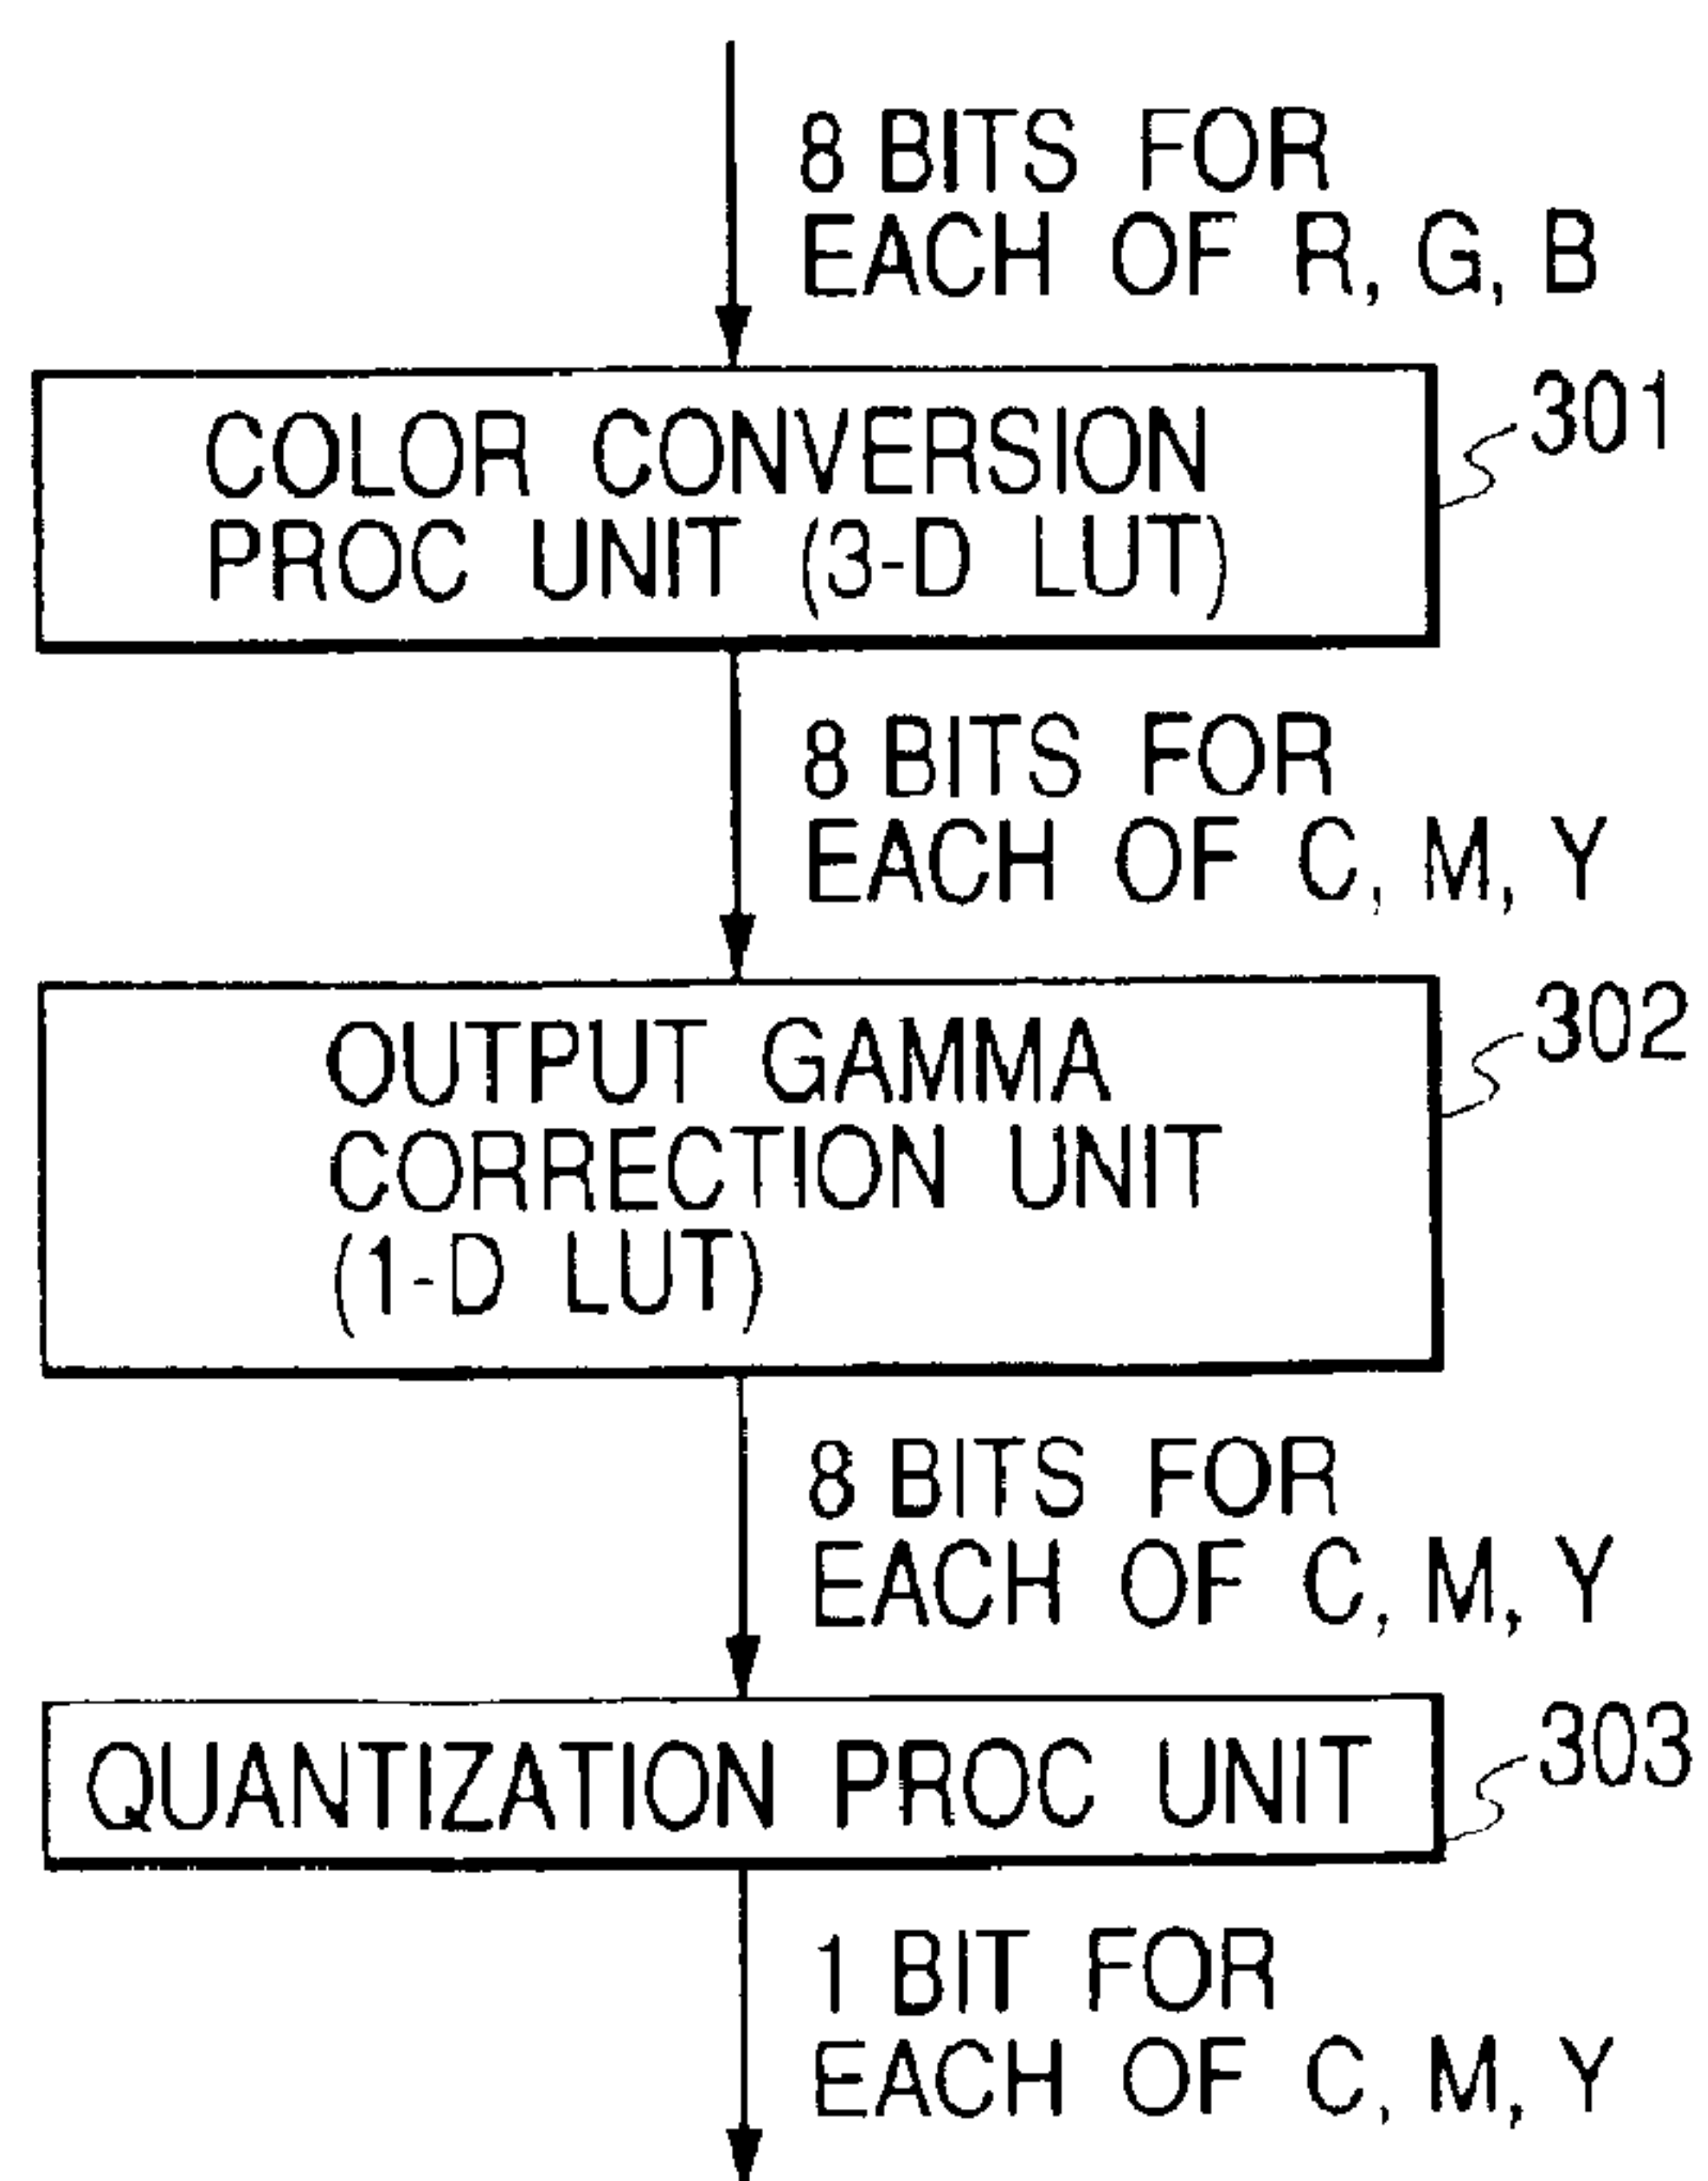 8 BITS FOR
EACH OF R, G, B
COLOR CONVERSION
PROC UNIT (3-D LUT)
301
8 BITS FOR
EACH OF C, M, Y
OUTPUT GAMMA
CORRECTION UNIT
(1-D LUT)
302
8 BITS FOR
EACH OF C, M, Y
QUANTIZATION PROC UNIT
303
1 BIT FOR
EACH OF C, M, Y